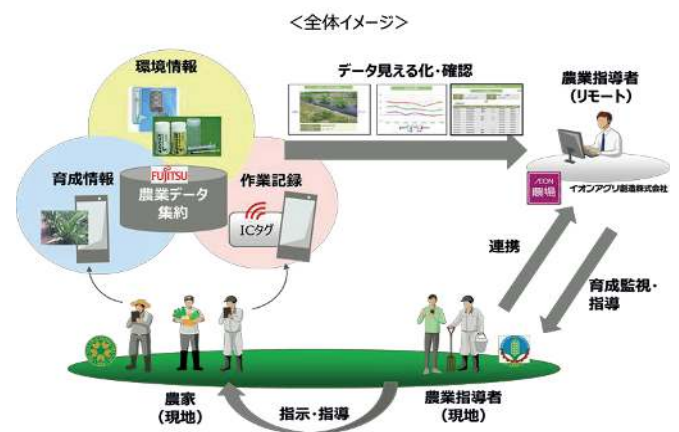 ＜全体イメージ＞
環境情報
データ見える化・確認
農業指導者
（リモート）
育成情報
FUJITSU
農業データ
集約
作業記録
ICタグ
AEON
農場
イオンアグリ創造株式会社
連携
育成監視・
指導
農家
（現地）
指示・指導
農業指導者
（現地）